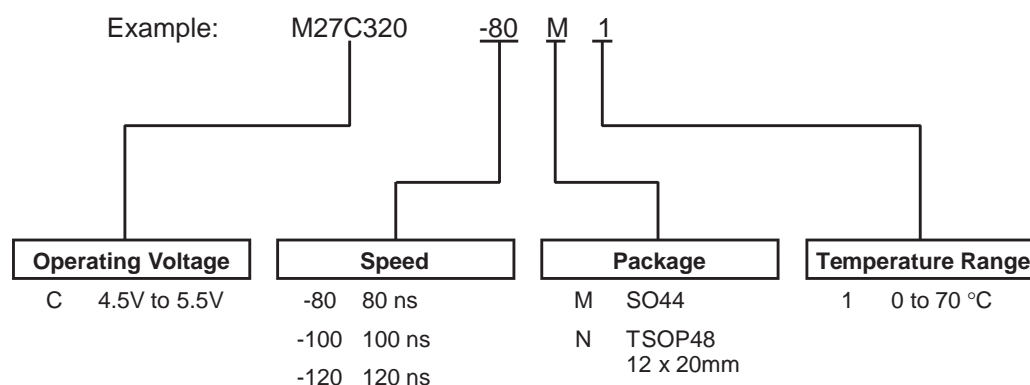 Example: M27C320 -80 M 1
Operating Voltage
C 4.5V to 5.5V
Speed
-80 80 ns
-100 100 ns
-120 120 ns
Package
M SO44
N TSOP48
12 x 20mm
Temperature Range
1 0 to 70 °C